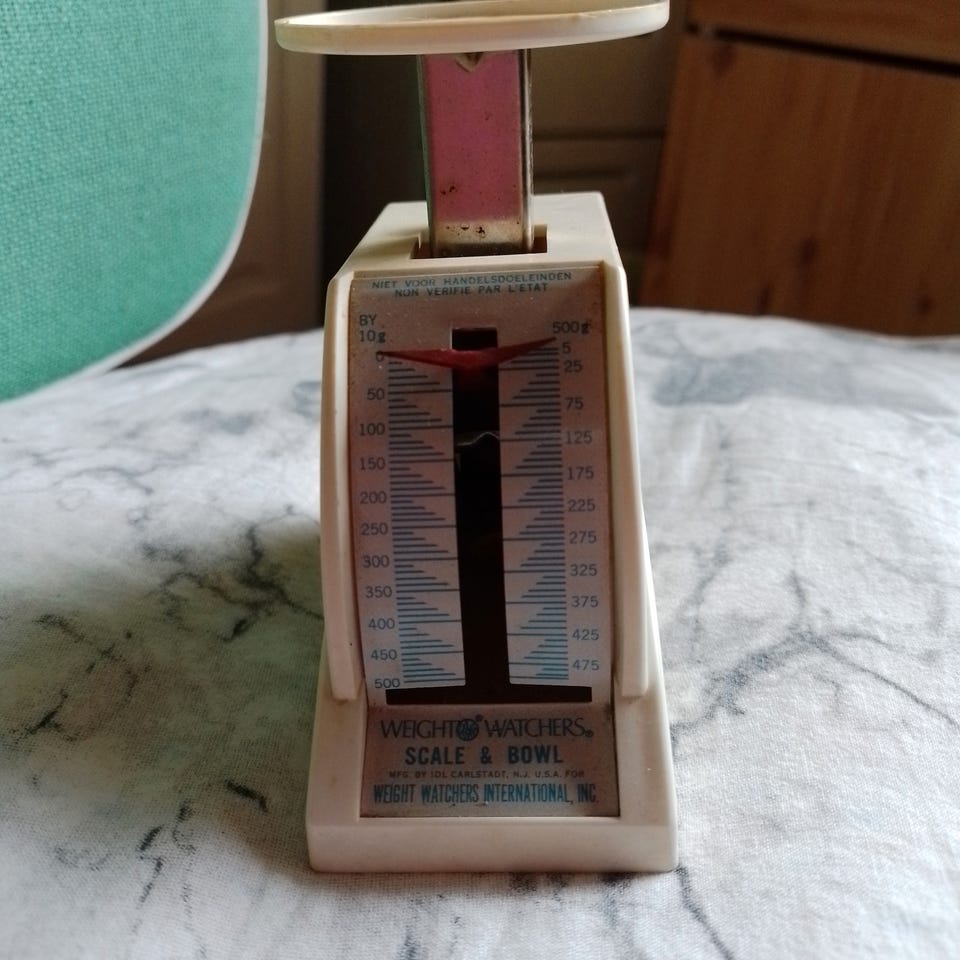 NIET VOOR HANDELSDOELEINDEN
NON VERIFIE PAR L'ETAT
BY
10g
500g
0
5
25
50
75
100
125
150
175
200
225
250
275
300
325
350
375
400
425
450
475
500
WEIGHT WATCHERS®
SCALE & BOWL
MFG. BY IDL CARLSTADT, N.J. U.S.A. FOR
WEIGHT WATCHERS INTERNATIONAL, INC.